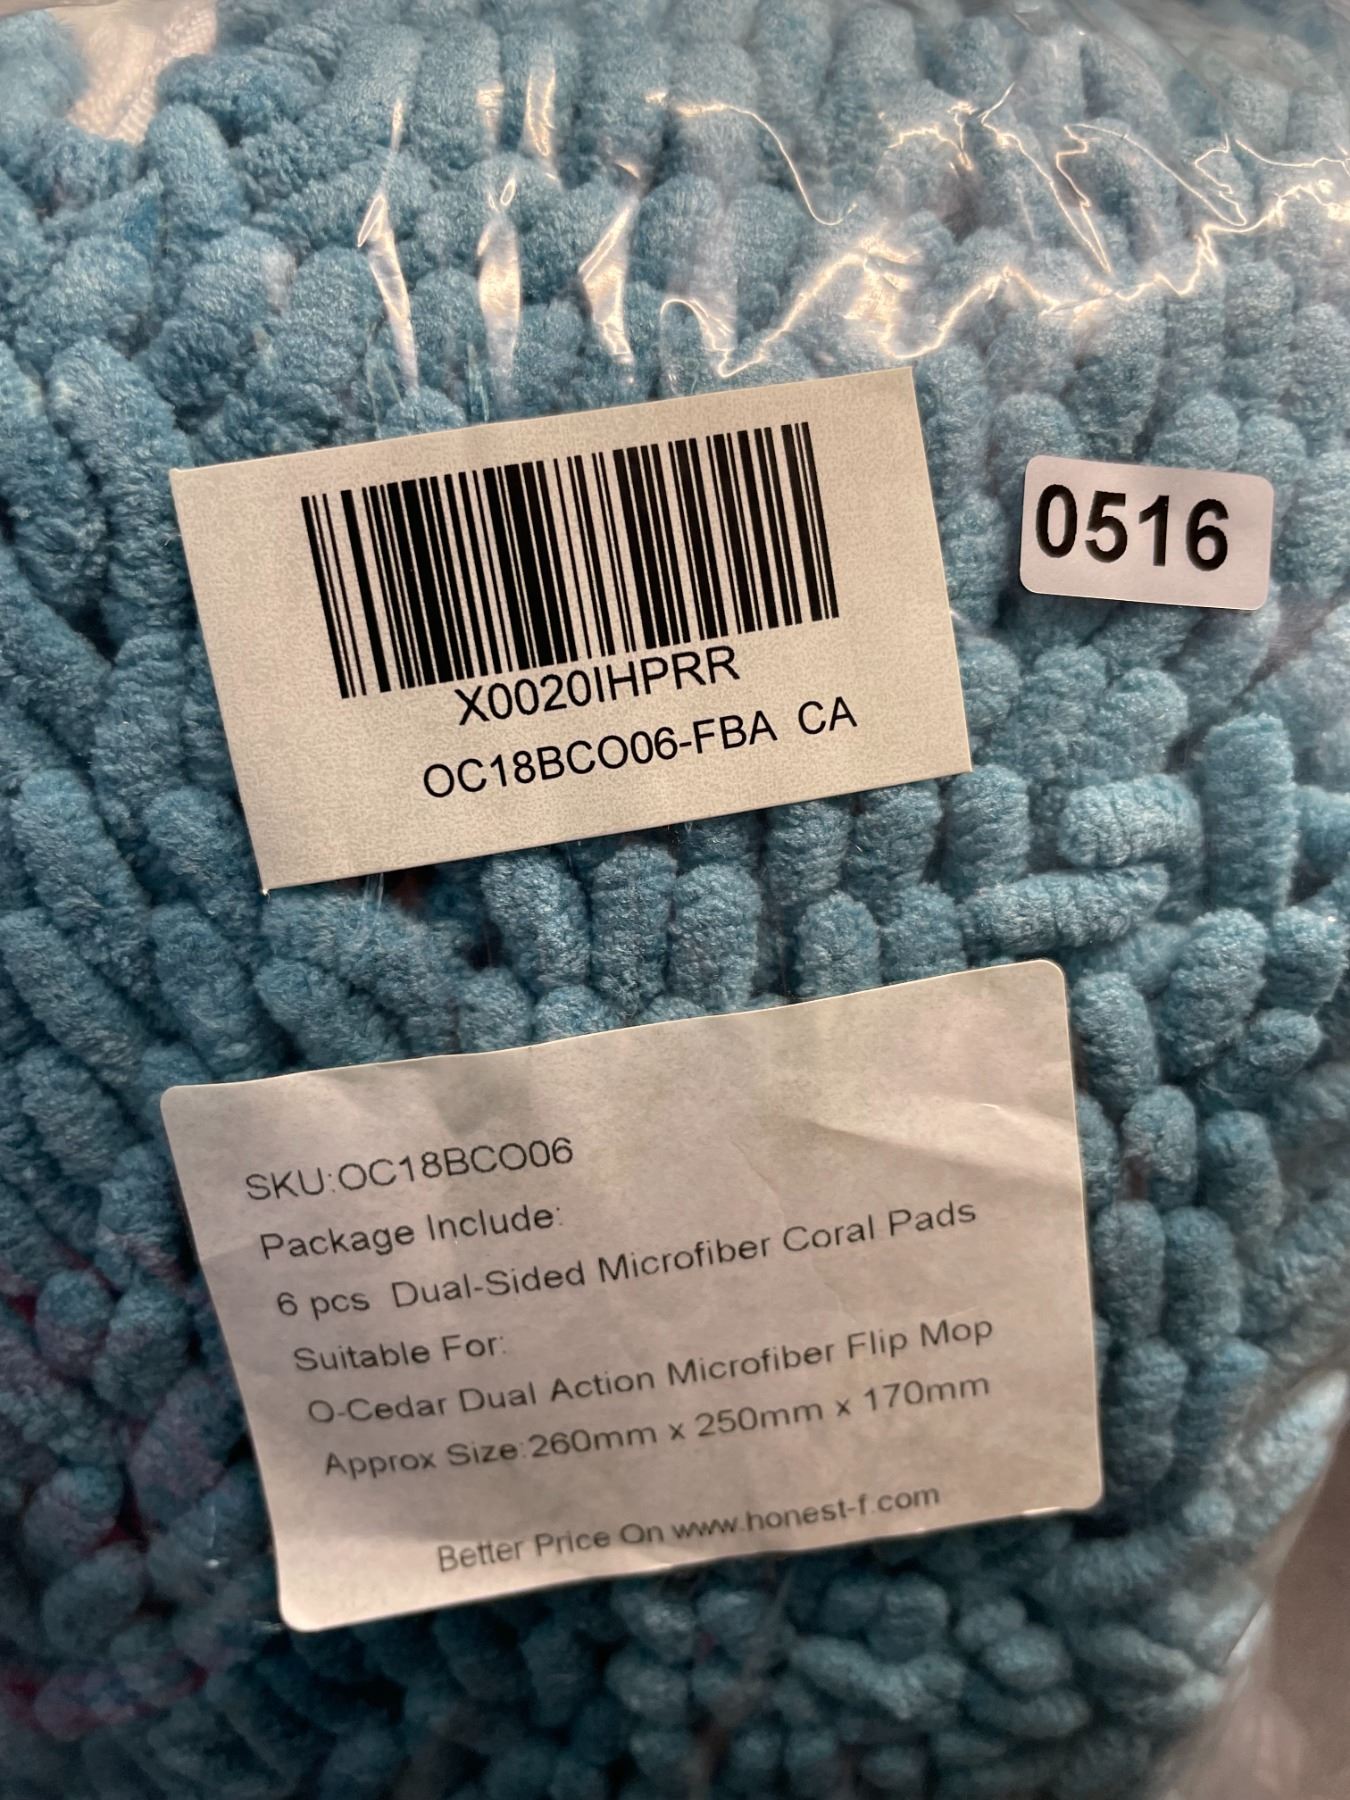 X0020IHPRR
OC18BCO06-FBA CA
0516
SKU:OC18BCO06
Package Include:
6 pcs Dual-Sided Microfiber Coral Pads
Suitable For:
O-Cedar Dual Action Microfiber Flip Mop
Approx Size:260mm x 250mm x 170mm
Better Price On www.honest-f.com